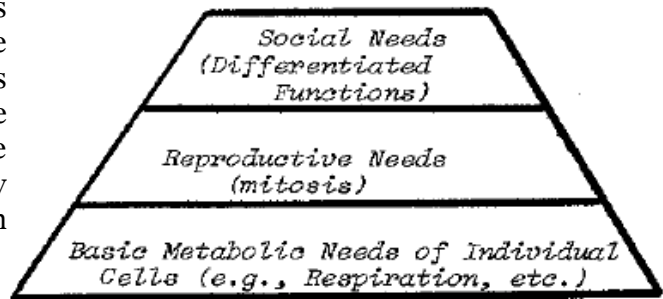 s
e
s
e
e
y
n
Social Needs
(Differentiated
Functions)
Reproductive Needs
(mitosis)
Basic Metabolic Needs of Individual
Cells (e.g., Respiration, etc.)